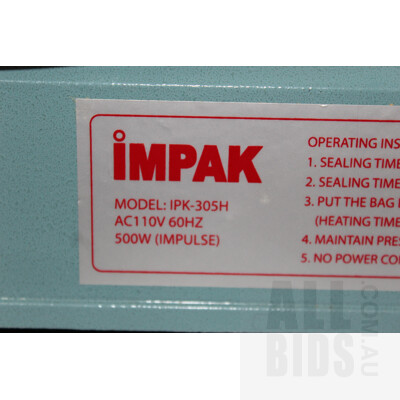 IMPAK
MODEL: IPK-305H
AC110V 60HZ
500W (IMPULSE)
OPERATING INS
1. SEALING TIME
2. SEALING TIME
3. PUT THE BAG
(HEATING TIME
4. MAINTAIN PRES
5. NO POWER CO
ALL
BIDS
.COM.AU